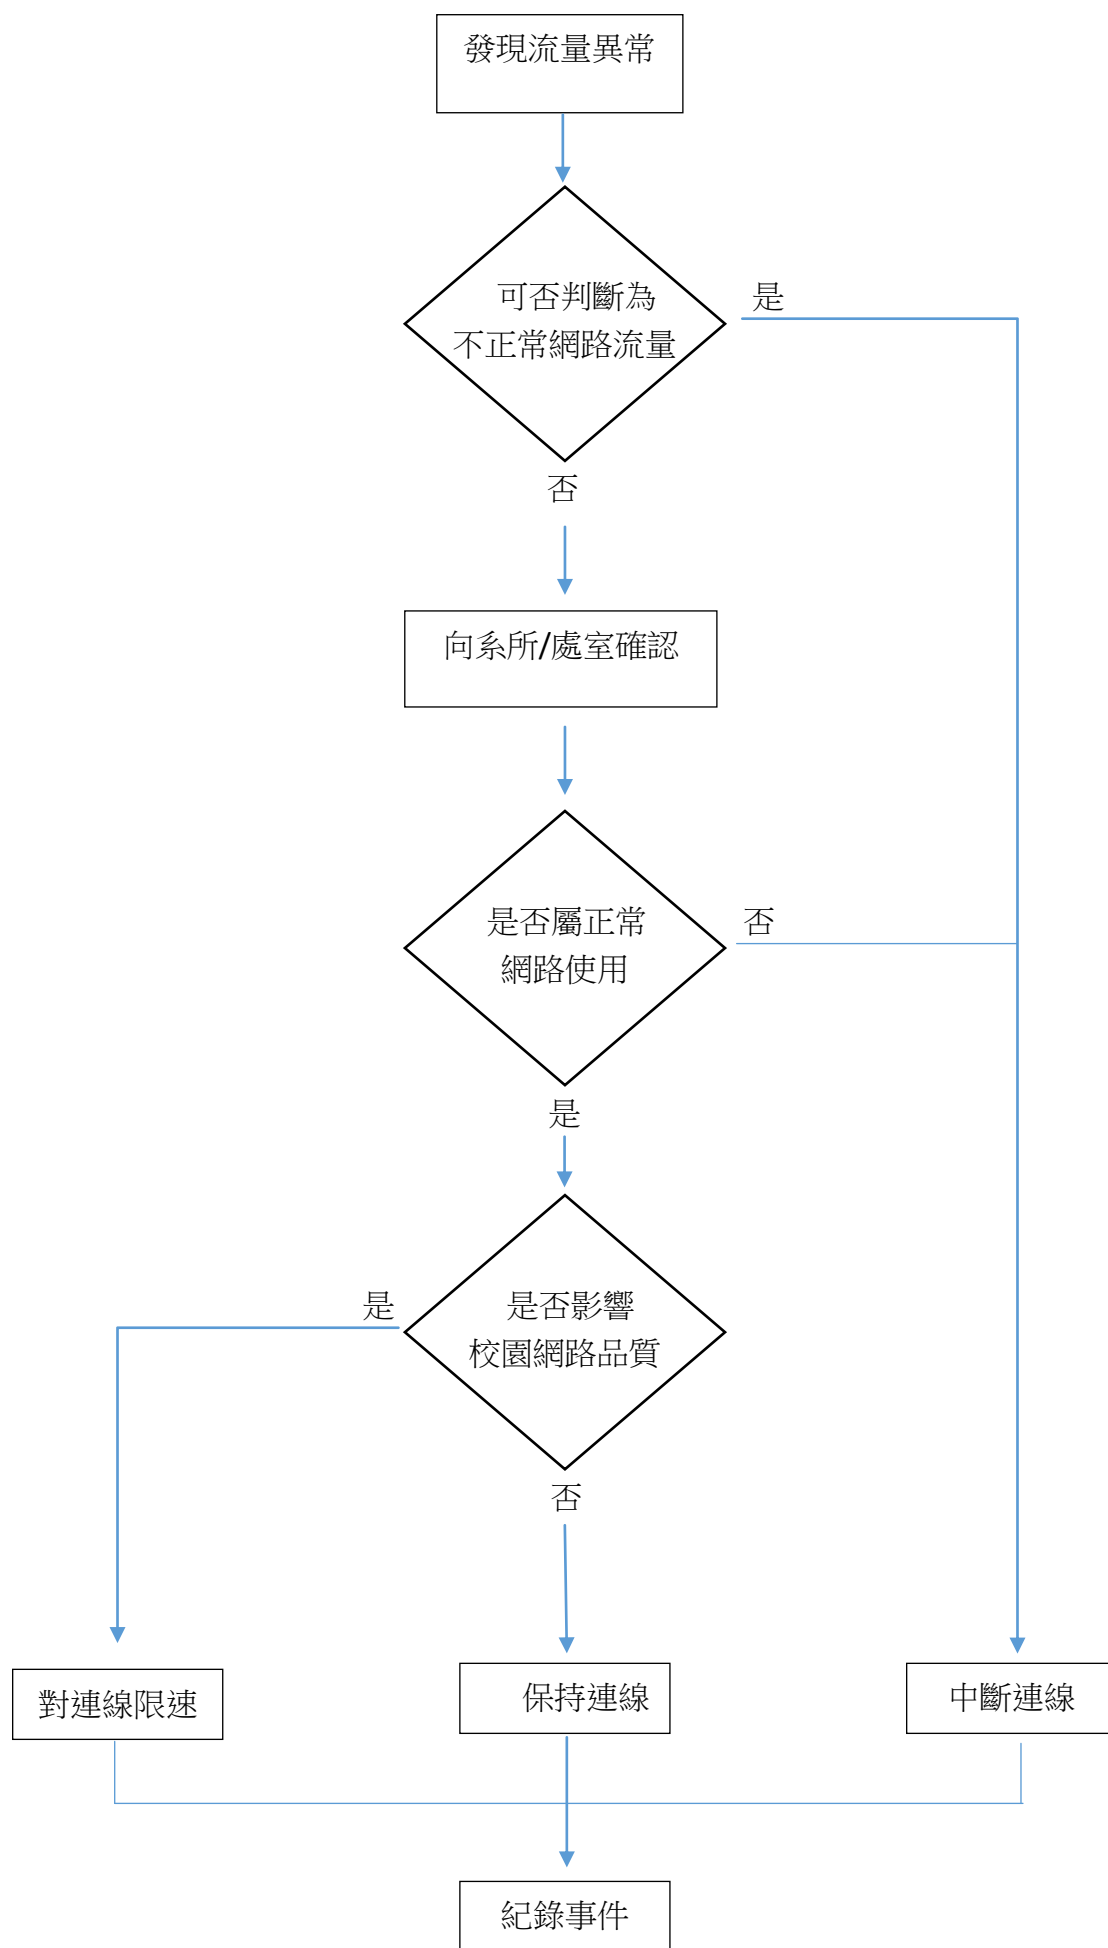 發現流量異常
可否判斷為
不正常網路流量
是
否
向系所/處室確認
是否屬正常
網路使用
否
是
是否影響
校園網路品質
是
否
對連線限速
保持連線
中斷連線
紀錄事件